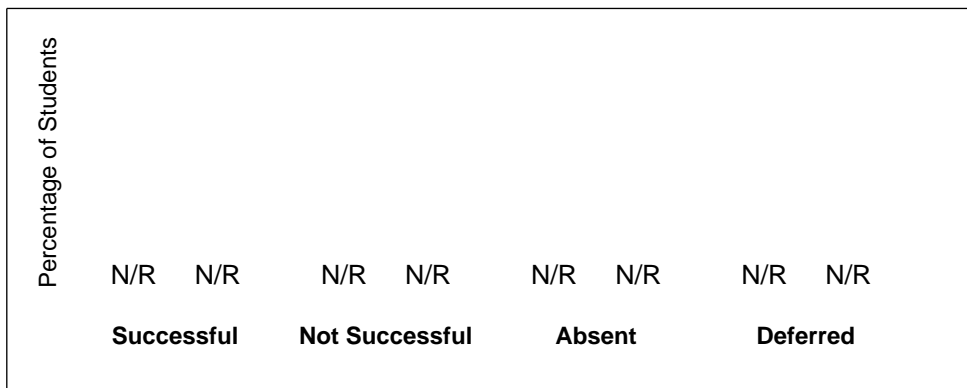 Percentage of Students
N/R N/R N/R N/R N/R N/R N/R N/R
Successful Not Successful Absent Deferred